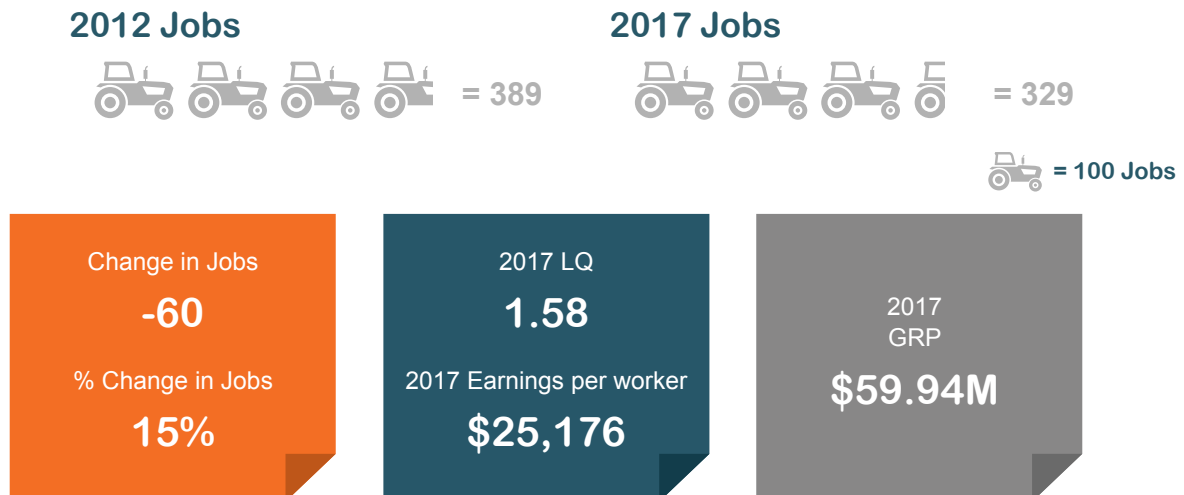 2012 Jobs
2017 Jobs
= 389
= 329
= 100 Jobs
Change in Jobs
-60
% Change in Jobs
15%
2017 LQ
1.58
2017 Earnings per worker
$25,176
2017
GRP
$59.94M